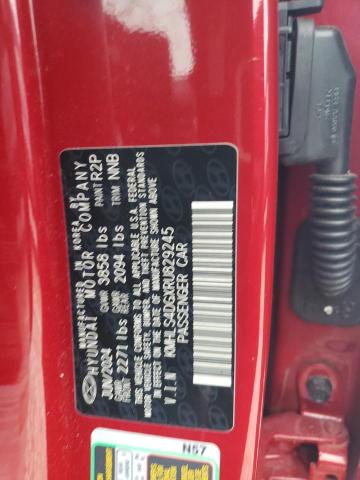 MANUFACTURED IN KOREA BY
HYUNDAI MOTOR COMPANY
JUN/2024 GVWR 3858 lbs PAINT R2P
2271 lbs GAWR REAR 2094 lbs TRIM NNB
THIS VEHICLE CONFORMS TO ALL APPLICABLE U.S.A. FEDERAL
MOTOR VEHICLE SAFETY, BUMPER, AND THEFT PREVENTION STANDARDS
IN EFFECT ON THE DATE OF MANUFACTURE SHOWN ABOVE
V.I.N KMHLS4DGXRU829245
PASSENGER CAR
N57